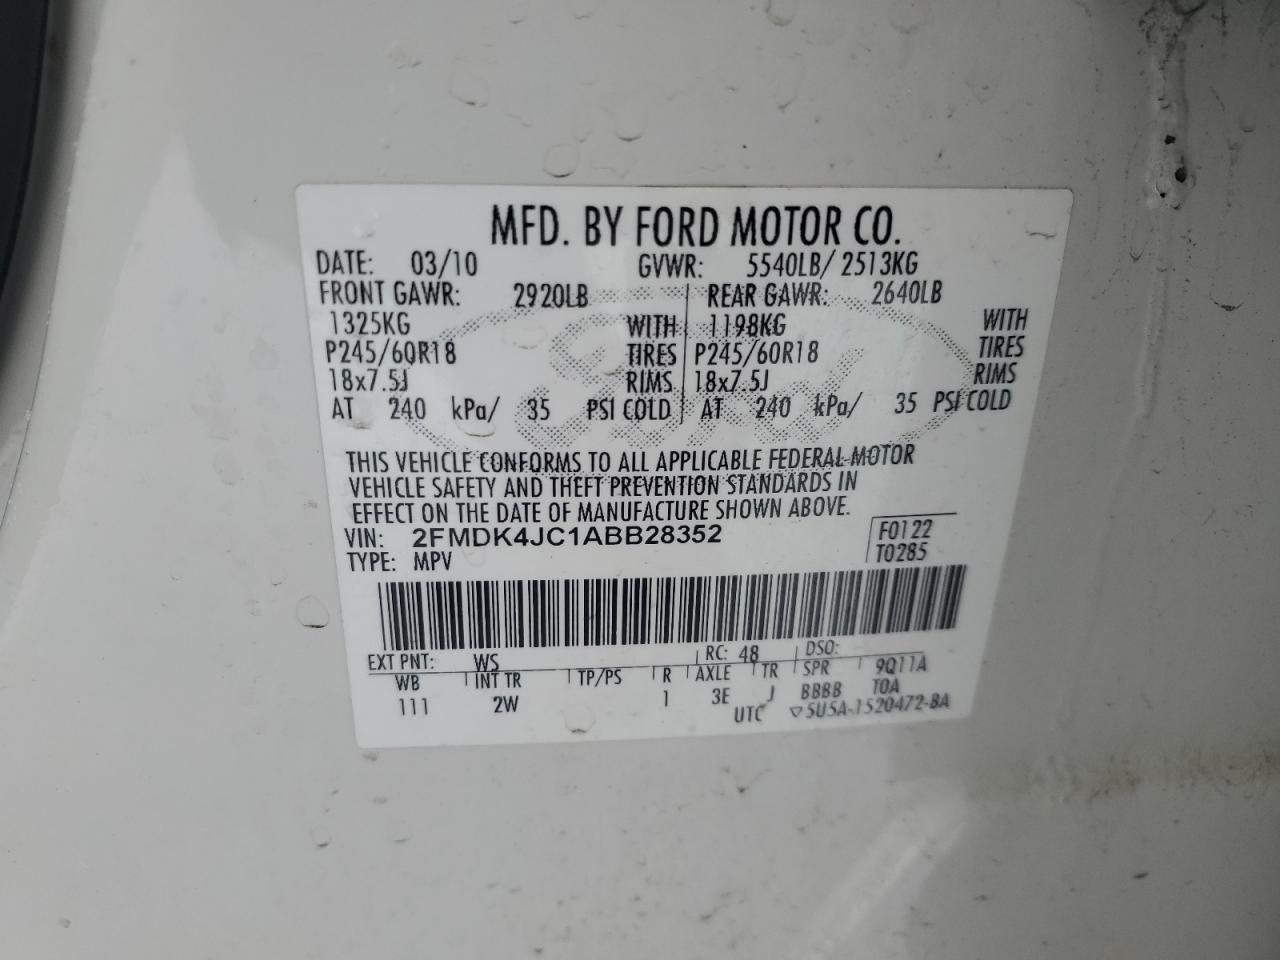 MFD. BY FORD MOTOR CO.
DATE: 03/10 GVWR: 5540LB/ 2513KG
FRONT GAWR: 2920LB REAR GAWR: 2640LB
1325KG WITH 1198KG WITH
P245/60R18 TIRES P245/60R18 TIRES
18x7.5J RIMS 18x7.5J RIMS
AT 240 kPa/ 35 PSI COLD AT 240 kPa/ 35 PSI COLD
Ford
THIS VEHICLE CONFORMS TO ALL APPLICABLE FEDERAL MOTOR
VEHICLE SAFETY AND THEFT PREVENTION STANDARDS IN
EFFECT ON THE DATE OF MANUFACTURE SHOWN ABOVE.
VIN: 2FMDK4JC1ABB28352 F0122
TYPE: MPV T0285
EXT PNT: WS RC: 48 DSO:
WB INT TR TP/PS R AXLE TR SPR 9Q11A
111 2W 1 3E J BBBB T0A
UTC ▽5U5A-1520472-BA